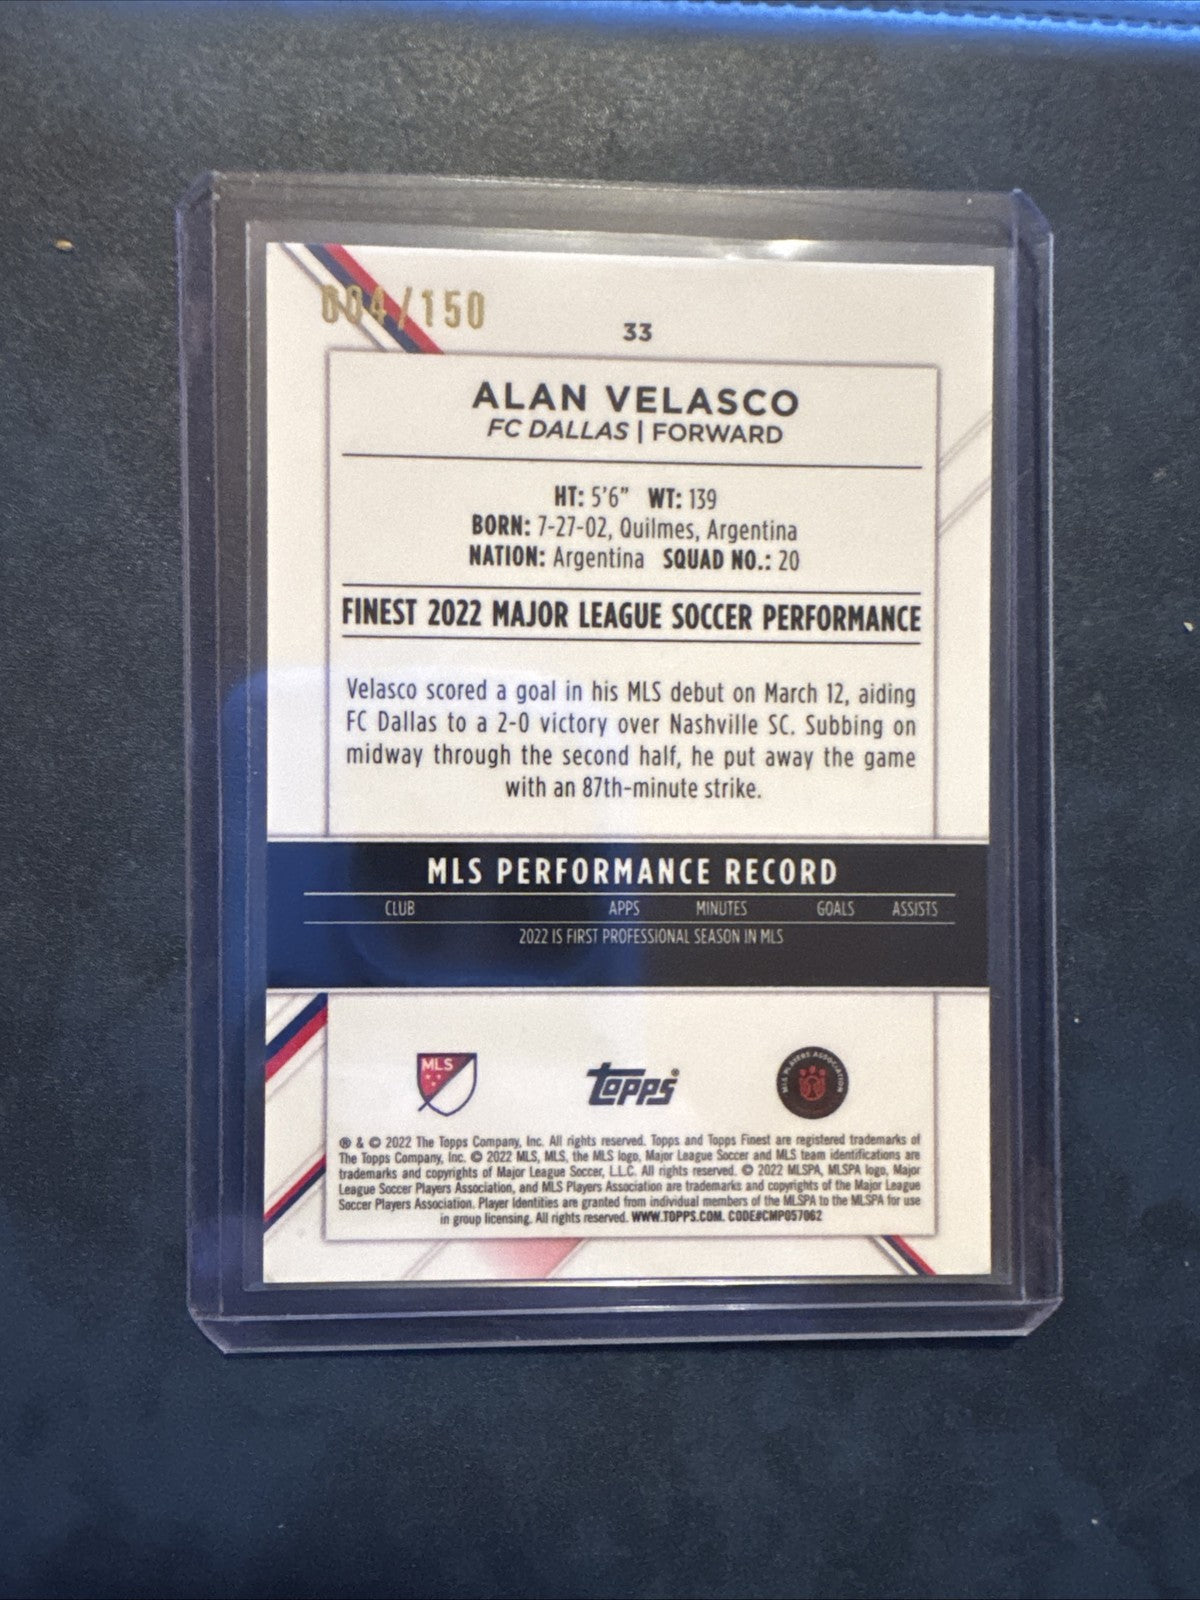 004/150
33
ALAN VELASCO
FC DALLAS | FORWARD
HT: 5'6" WT: 139
BORN: 7-27-02, Quilmes, Argentina
NATION: Argentina SQUAD NO.: 20
FINEST 2022 MAJOR LEAGUE SOCCER PERFORMANCE
Velasco scored a goal in his MLS debut on March 12, aiding
FC Dallas to a 2-0 victory over Nashville SC. Subbing on
midway through the second half, he put away the game
with an 87th-minute strike.
MLS PERFORMANCE RECORD
CLUB APPS MINUTES GOALS ASSISTS
2022 IS FIRST PROFESSIONAL SEASON IN MLS
MLS
Topps®
MLS PLAYERS ASSOCIATION
® & © 2022 The Topps Company, Inc. All rights reserved. Topps and Topps Finest are registered trademarks of
The Topps Company, Inc. © 2022 MLS, MLS, the MLS logo, Major League Soccer and MLS team identifications are
trademarks and copyrights of Major League Soccer, L.L.C. All rights reserved. © 2022 MLSPA, MLSPA logo, Major
League Soccer Players Association, and MLS Players Association are trademarks and copyrights of the Major League
Soccer Players Association. Player identities are granted from individual members of the MLSPA to the MLSPA for use
in group licensing. All rights reserved. WWW.TOPPS.COM. CODE#CMP057062